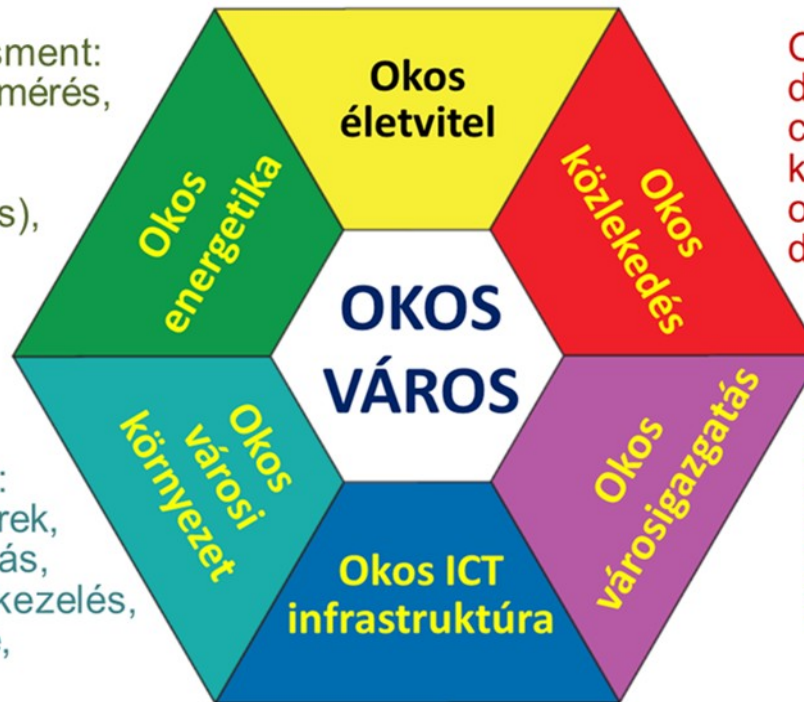 Okos
életvitel
Okos
közlekedés
Okos
városigazgatás
Okos ICT
infrastruktúra
Okos
városi
környezet
Okos
energetika
OKOS
VÁROS
sment:
mérés,
s),
:
rek,
ás,
kezelés,
,